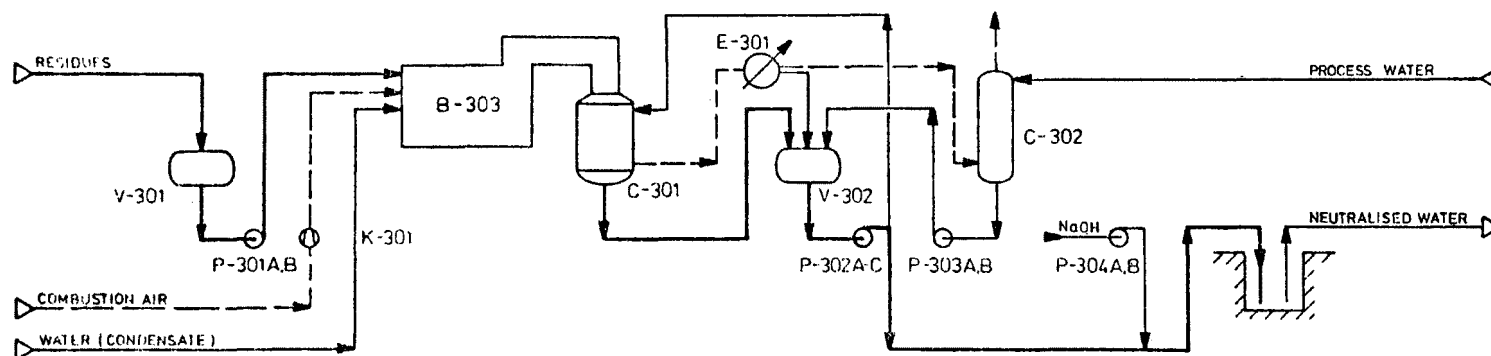 RESIDUES
E-301
PROCESS WATER
B-303
C-302
V-301
C-301
V-302
NEUTRALISED WATER
K-301
NaOH
P-301A,B
P-302A-C
P-303A,B
P-304A,B
COMBUSTION AIR
WATER (CONDENSATE)